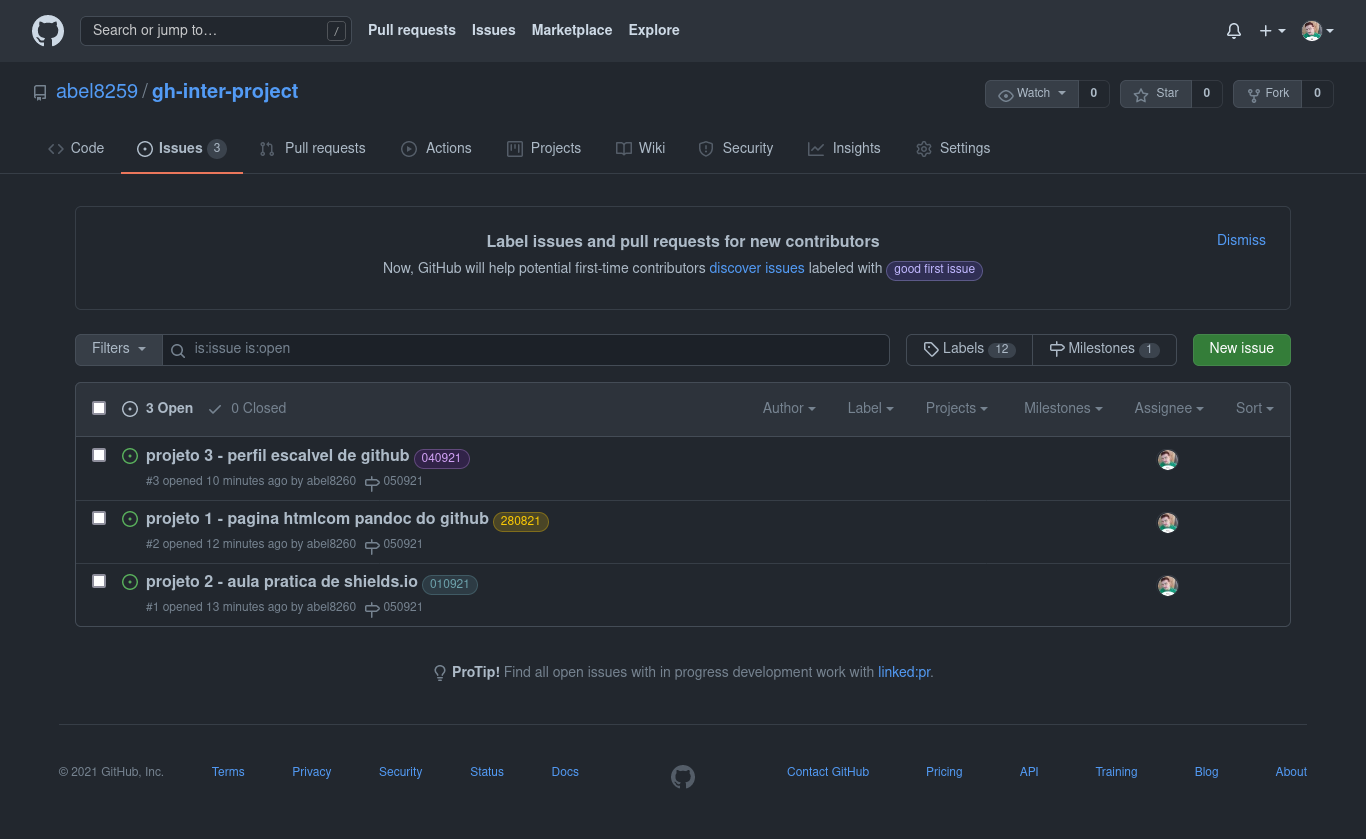 Search or jump to… /
Pull requests Issues Marketplace Explore
abel8259 / gh-inter-project
Watch 0 Star 0 Fork 0
Code Issues 3 Pull requests Actions Projects Wiki Security Insights Settings
Label issues and pull requests for new contributors
Dismiss
Now, GitHub will help potential first-time contributors discover issues labeled with good first issue
Filters is:issue is:open Labels 12 Milestones 1 New issue
3 Open 0 Closed Author Label Projects Milestones Assignee Sort
projeto 3 - perfil escalvel de github 040921
#3 opened 10 minutes ago by abel8260 050921
projeto 1 - pagina htmlcom pandoc do github 280821
#2 opened 12 minutes ago by abel8260 050921
projeto 2 - aula pratica de shields.io 010921
#1 opened 13 minutes ago by abel8260 050921
ProTip! Find all open issues with in progress development work with linked:pr.
© 2021 GitHub, Inc. Terms Privacy Security Status Docs Contact GitHub Pricing API Training Blog About